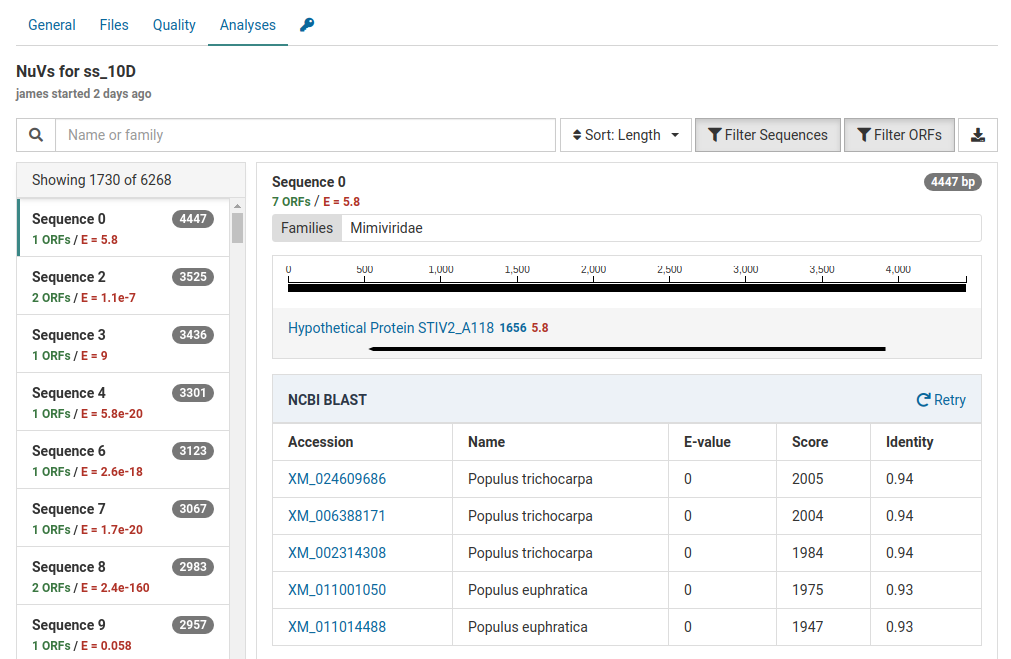 General Files Quality Analyses
NuVs for ss_10D
james started 2 days ago
Name or family
Sort: Length
Filter Sequences
Filter ORFs
Showing 1730 of 6268
Sequence 0 4447
1 ORFs / E = 5.8
Sequence 2 3525
2 ORFs / E = 1.1e-7
Sequence 3 3436
1 ORFs / E = 9
Sequence 4 3301
1 ORFs / E = 5.8e-20
Sequence 6 3123
1 ORFs / E = 2.6e-18
Sequence 7 3067
1 ORFs / E = 1.7e-20
Sequence 8 2983
2 ORFs / E = 2.4e-160
Sequence 9 2957
1 ORFs / E = 0.058
Sequence 0 4447 bp
7 ORFs / E = 5.8
Families Mimiviridae
0 500 1,000 1,500 2,000 2,500 3,000 3,500 4,000
Hypothetical Protein STIV2_A118 1656 5.8
NCBI BLAST Retry
Accession Name E-value Score Identity
XM_024609686 Populus trichocarpa 0 2005 0.94
XM_006388171 Populus trichocarpa 0 2004 0.94
XM_002314308 Populus trichocarpa 0 1984 0.94
XM_011001050 Populus euphratica 0 1975 0.93
XM_011014488 Populus euphratica 0 1947 0.93